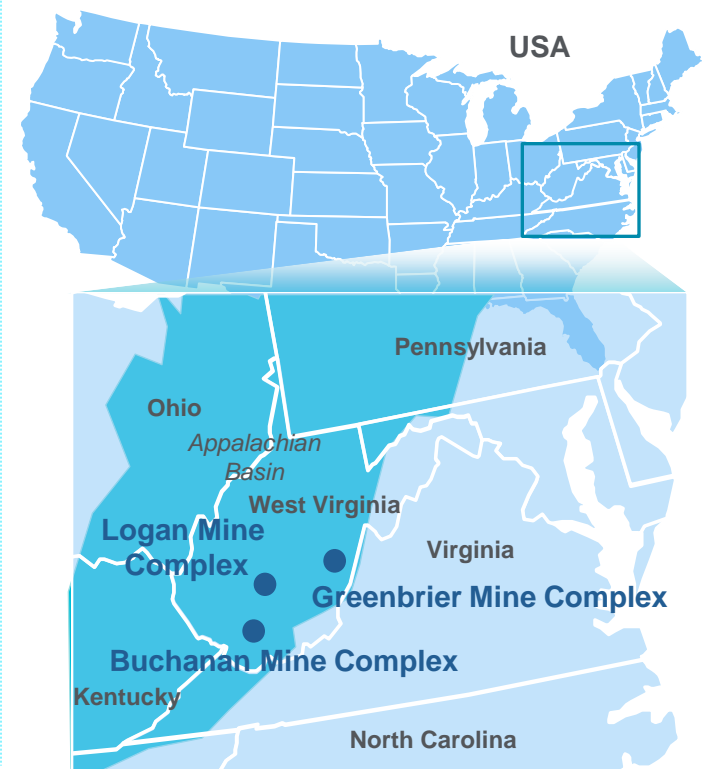 USA
Pennsylvania
Ohio
Appalachian
Basin
West Virginia
Logan Mine
Complex
Virginia
Greenbrier Mine Complex
Buchanan Mine Complex
Kentucky
North Carolina